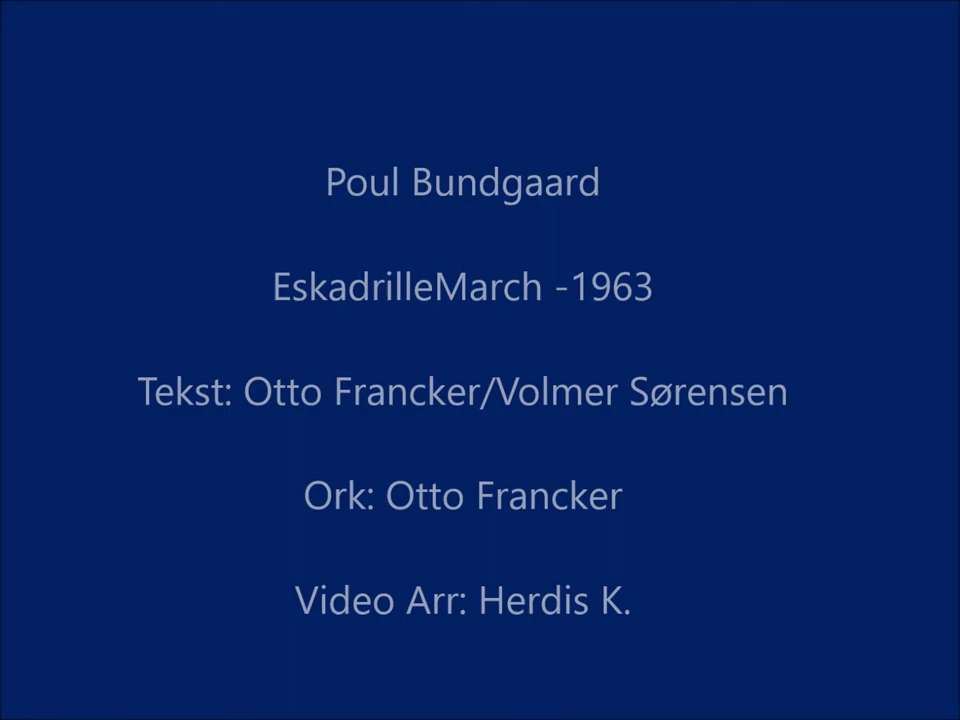 Poul Bundgaard
EskadrilleMarch -1963
Tekst: Otto Francker/Volmer Sørensen
Ork: Otto Francker
Video Arr: Herdis K.